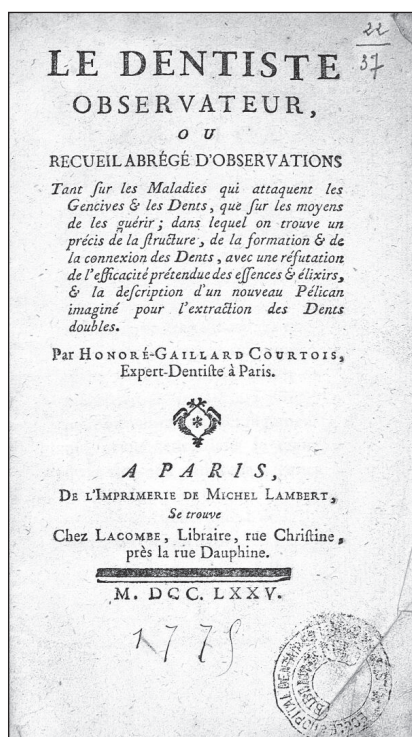 22
37
LE DENTISTE
OBSERVATEUR,
OU
RECUEIL ABRÉGÉ D'OBSERVATIONS
Tant ſur les Maladies qui attaquent les
Gencives & les Dents, que ſur les moyens
de les guérir; dans lequel on trouve un
précis de la ſtructure, de la formation & de
la connexion des Dents, avec une réfutation
de l'efficacité prétendue des eſſences & élixirs,
& la deſcription d'un nouveau Pélican
imaginé pour l'extraction des Dents
doubles.
Par HONORÉ-GAILLARD COURTOIS,
Expert-Dentiſte à Paris.
A PARIS,
DE L'IMPRIMERIE DE MICHEL LAMBERT,
Se trouve
Chez LACOMBE, Libraire, rue Chriſtine,
près la rue Dauphine.
M. DCC. LXXV.
1775